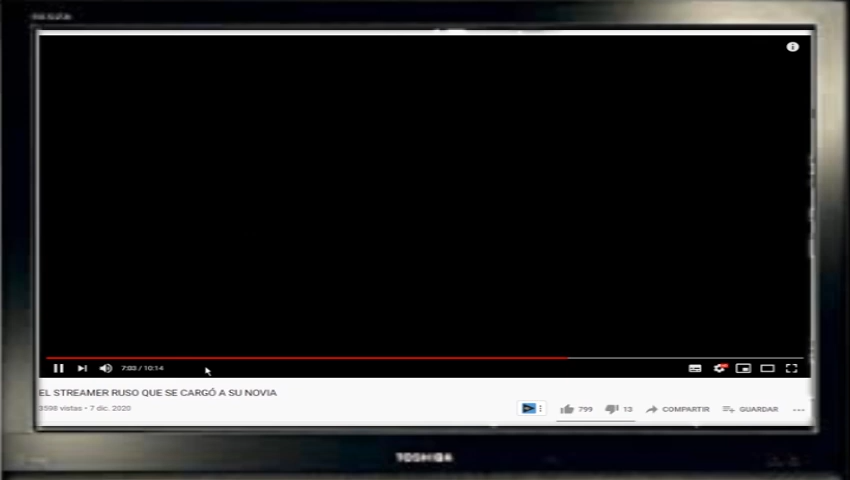 7:03 / 10:14
EL STREAMER RUSO QUE SE CARGÓ A SU NOVIA
3598 vistas • 7 dic. 2020
799
13
COMPARTIR
GUARDAR
TOSHIBA